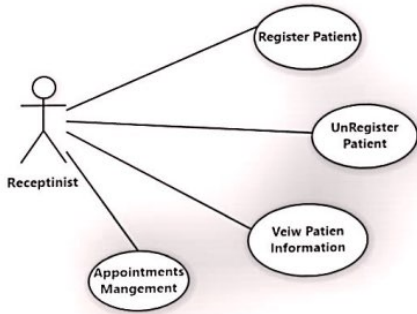 Register Patient
UnRegister
Patient
Receptinist
Veiw Patien
Information
Appointments
Mangement